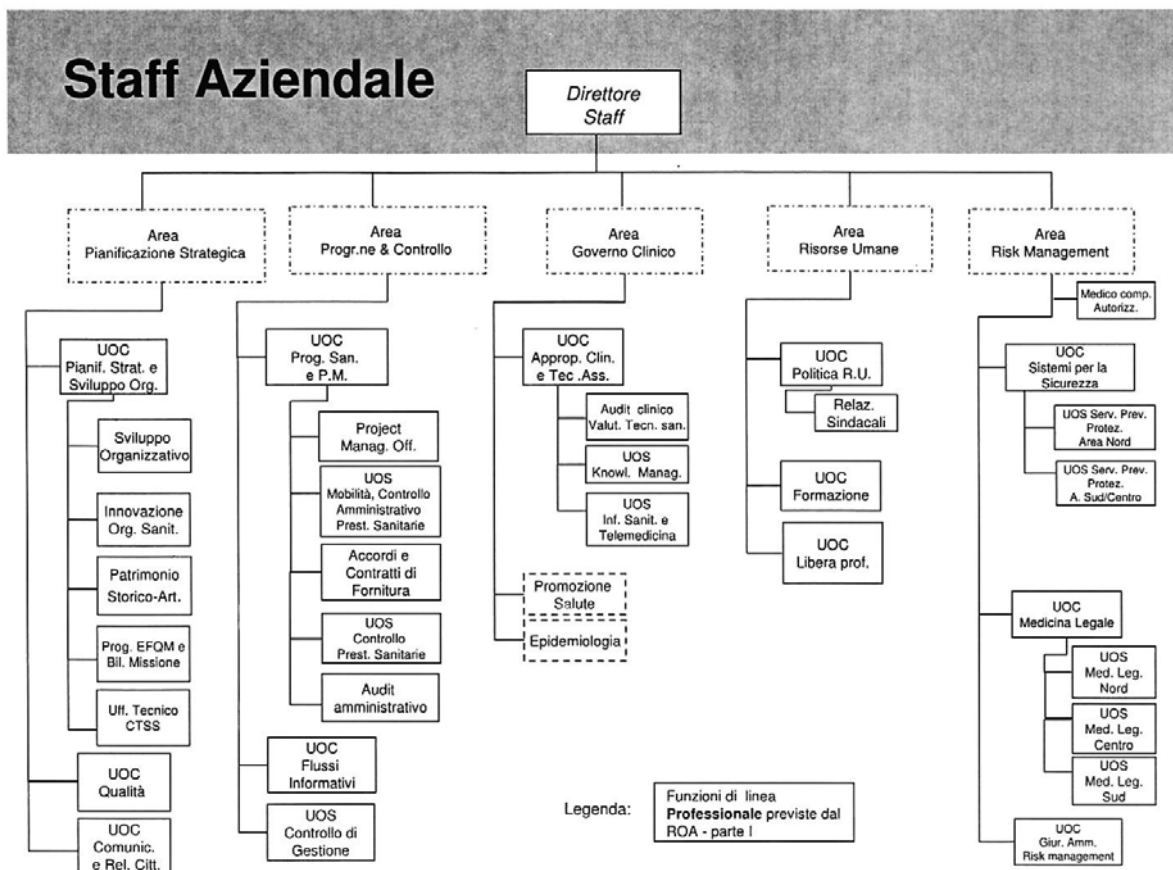 Staff Aziendale
Direttore
Staff
Area
Pianificazione Strategica
Area
Progr.ne & Controllo
Area
Governo Clinico
Area
Risorse Umane
Area
Risk Management
UOC
Pianif. Strat. e
Sviluppo Org.
Sviluppo
Organizzativo
Innovazione
Org. Sanit.
Patrimonio
Storico-Art.
Prog. EFQM e
Bil. Missione
Uff. Tecnico
CTSS
UOC
Qualità
UOC
Comunic.
e Rel. Citt.
UOC
Prog. San.
e P.M.
Project
Manag. Off.
UOS
Mobilità, Controllo
Amministrativo
Prest. Sanitarie
Accordi e
Contratti di
Fornitura
UOS
Controllo
Prest. Sanitarie
Audit
amministrativo
UOC
Flussi
Informativi
UOS
Controllo di
Gestione
UOC
Approp. Clin.
e Tec .Ass.
Audit clinico
Valut. Tecn. san.
UOS
Knowl. Manag.
UOS
Inf. Sanit. e
Telemedicina
Promozione
Salute
Epidemiologia
UOC
Politica R.U.
Relaz.
Sindacali
UOC
Formazione
UOC
Libera prof.
Medico comp.
Autorizz.
UOC
Sistemi per la
Sicurezza
UOS Serv. Prev.
Protez.
Area Nord
UOS Serv. Prev.
Protez.
A. Sud/Centro
UOC
Medicina Legale
UOS
Med. Leg.
Nord
UOS
Med. Leg.
Centro
UOS
Med. Leg.
Sud
UOC
Giur. Amm.
Risk management
Legenda:
Funzioni di linea
Professionale previste dal
ROA - parte I